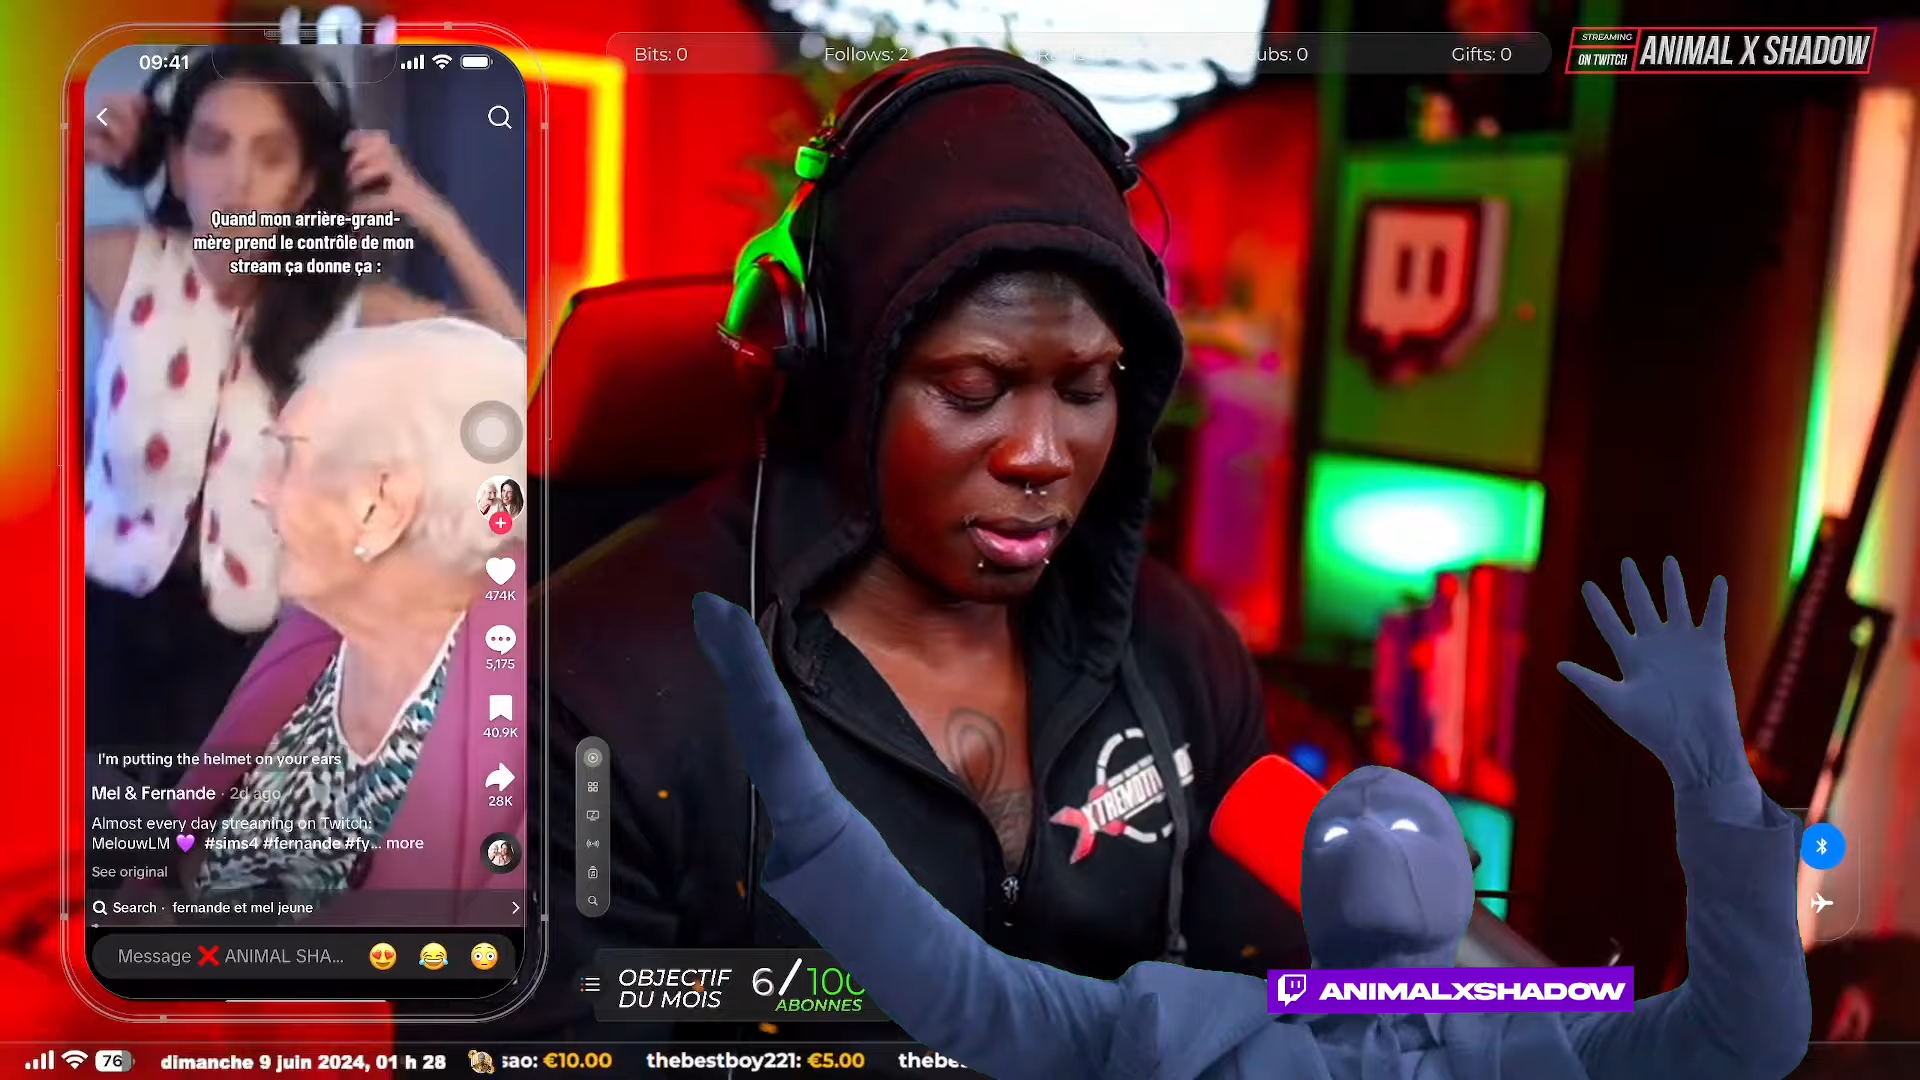 09:41
Quand mon arrière-grand-
mère prend le contrôle de mon
stream ça donne ça :
474K
5,175
40.9K
28K
I'm putting the helmet on your ears
Mel & Fernande · 2d ago
Almost every day streaming on Twitch:
MelouwLM 💜 #sims4 #fernande #fy... more
See original
Search · fernande et mel jeune
Message ❌ ANIMAL SHA...
Bits: 0
Follows: 2
ubs: 0
Gifts: 0
STREAMING
ON TWITCH
ANIMAL X SHADOW
XTREMOTIV
OBJECTIF
DU MOIS
6/100
ABONNES
ANIMALXSHADOW
76
dimanche 9 juin 2024, 01 h 28
sao: €10.00
thebestboy221: €5.00
thebe